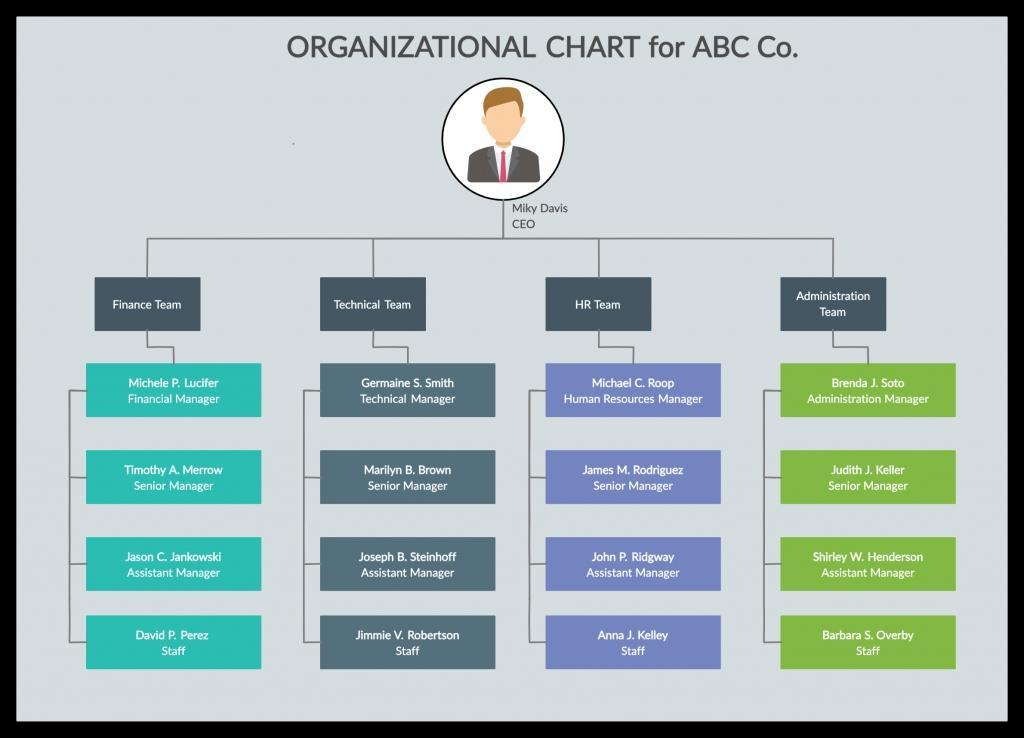 ORGANIZATIONAL CHART for ABC Co.
Miky Davis
CEO
Finance Team
Technical Team
HR Team
Administration
Team
Michele P. Lucifer
Financial Manager
Germaine S. Smith
Technical Manager
Michael C. Roop
Human Resources Manager
Brenda J. Soto
Administration Manager
Timothy A. Merrow
Senior Manager
Marilyn B. Brown
Senior Manager
James M. Rodriguez
Senior Manager
Judith J. Keller
Senior Manager
Jason C. Jankowski
Assistant Manager
Joseph B. Steinhoff
Assistant Manager
John P. Ridgway
Assistant Manager
Shirley W. Henderson
Assistant Manager
David P. Perez
Staff
Jimmie V. Robertson
Staff
Anna J. Kelley
Staff
Barbara S. Overby
Staff